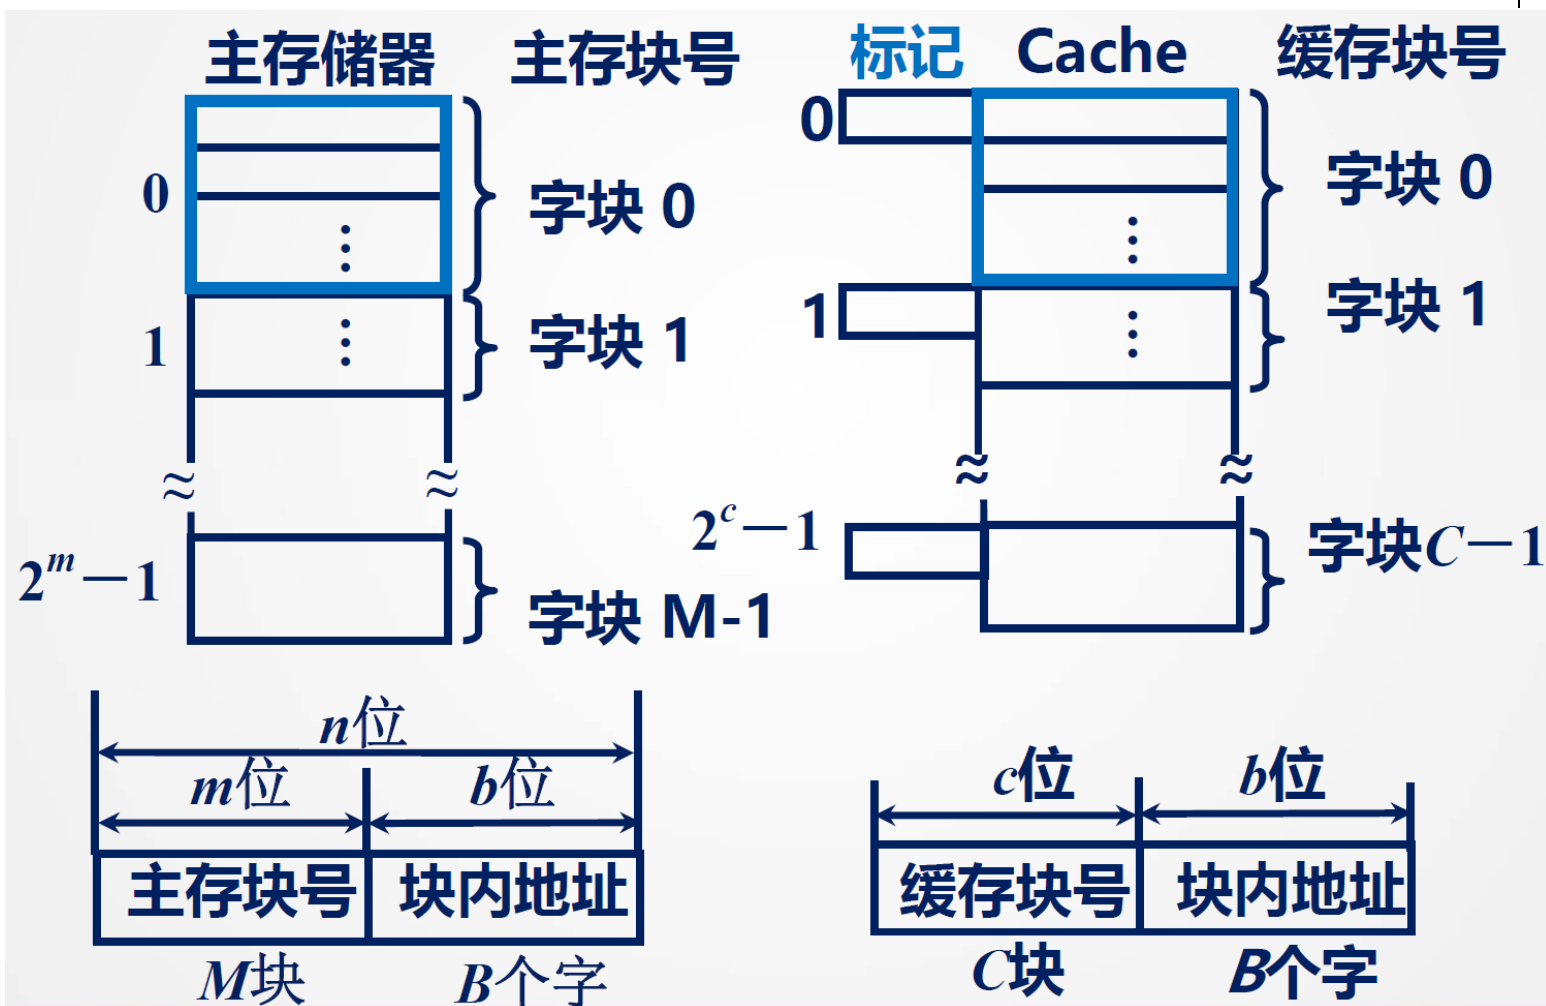 主存储器 主存块号 标记 Cache 缓存块号
0 字块 0 0 字块 0
1 字块 1 1 字块 1
2^m－1 字块 M-1 2^c－1 字块C－1
n位
m位 b位 c位 b位
主存块号 块内地址 缓存块号 块内地址
M块 B个字 C块 B个字